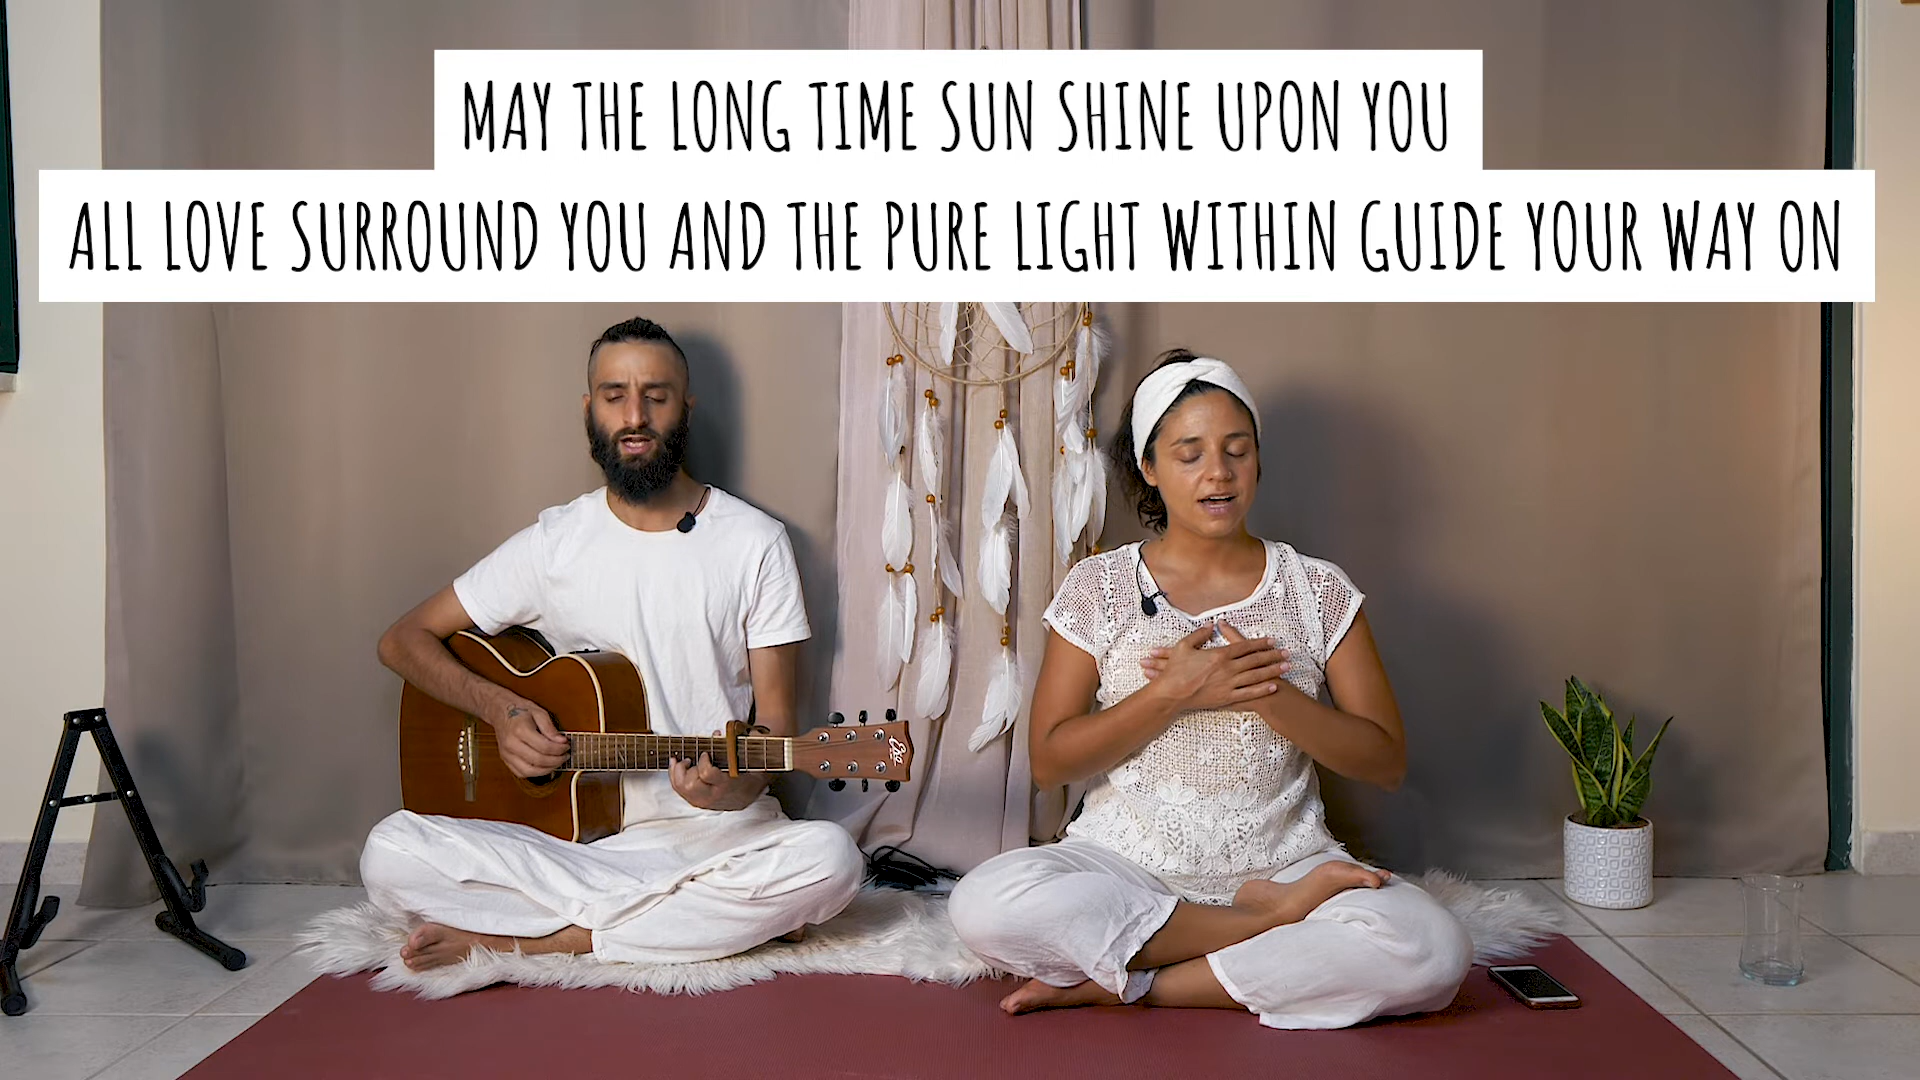 MAY THE LONG TIME SUN SHINE UPON YOU
ALL LOVE SURROUND YOU AND THE PURE LIGHT WITHIN GUIDE YOUR WAY ON
Eko